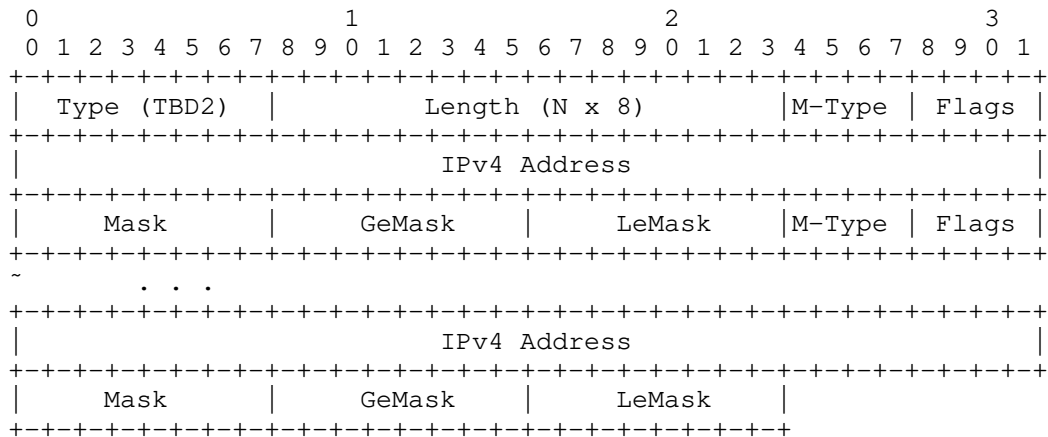 0                   1                   2                   3
 0 1 2 3 4 5 6 7 8 9 0 1 2 3 4 5 6 7 8 9 0 1 2 3 4 5 6 7 8 9 0 1
+-+-+-+-+-+-+-+-+-+-+-+-+-+-+-+-+-+-+-+-+-+-+-+-+-+-+-+-+-+-+-+-+
|  Type (TBD2)  |         Length (N x 8)        |M-Type | Flags |
+-+-+-+-+-+-+-+-+-+-+-+-+-+-+-+-+-+-+-+-+-+-+-+-+-+-+-+-+-+-+-+-+
|                          IPv4 Address                         |
+-+-+-+-+-+-+-+-+-+-+-+-+-+-+-+-+-+-+-+-+-+-+-+-+-+-+-+-+-+-+-+-+
|     Mask      |     GeMask    |     LeMask    |M-Type | Flags |
+-+-+-+-+-+-+-+-+-+-+-+-+-+-+-+-+-+-+-+-+-+-+-+-+-+-+-+-+-+-+-+-+
~       . . .
+-+-+-+-+-+-+-+-+-+-+-+-+-+-+-+-+-+-+-+-+-+-+-+-+-+-+-+-+-+-+-+-+
|                          IPv4 Address                         |
+-+-+-+-+-+-+-+-+-+-+-+-+-+-+-+-+-+-+-+-+-+-+-+-+-+-+-+-+-+-+-+-+
|     Mask      |     GeMask    |     LeMask    |
+-+-+-+-+-+-+-+-+-+-+-+-+-+-+-+-+-+-+-+-+-+-+-+-+